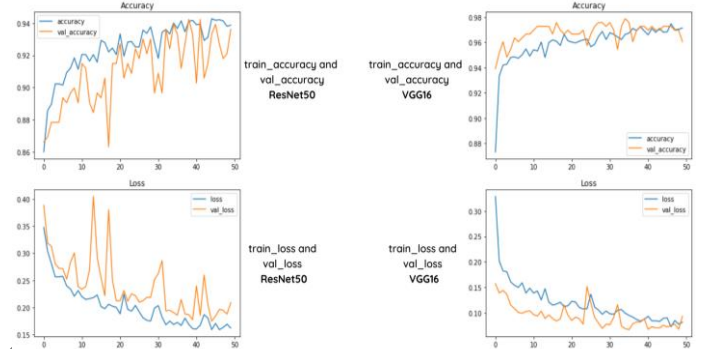 Accuracy
0.94
0.92
0.90
0.88
0.86
0 10 20 30 40 50
accuracy
val_accuracy
train_accuracy and
val_accuracy
ResNet50
train_accuracy and
val_accuracy
VGG16
Accuracy
0.98
0.96
0.94
0.92
0.90
0.88
0 10 20 30 40 50
accuracy
val_accuracy
Loss
0.40
0.35
0.30
0.25
0.20
0.15
0 10 20 30 40 50
loss
val_loss
train_loss and
val_loss
ResNet50
train_loss and
val_loss
VGG16
Loss
0.30
0.25
0.20
0.15
0.10
0 10 20 30 40 50
loss
val_loss